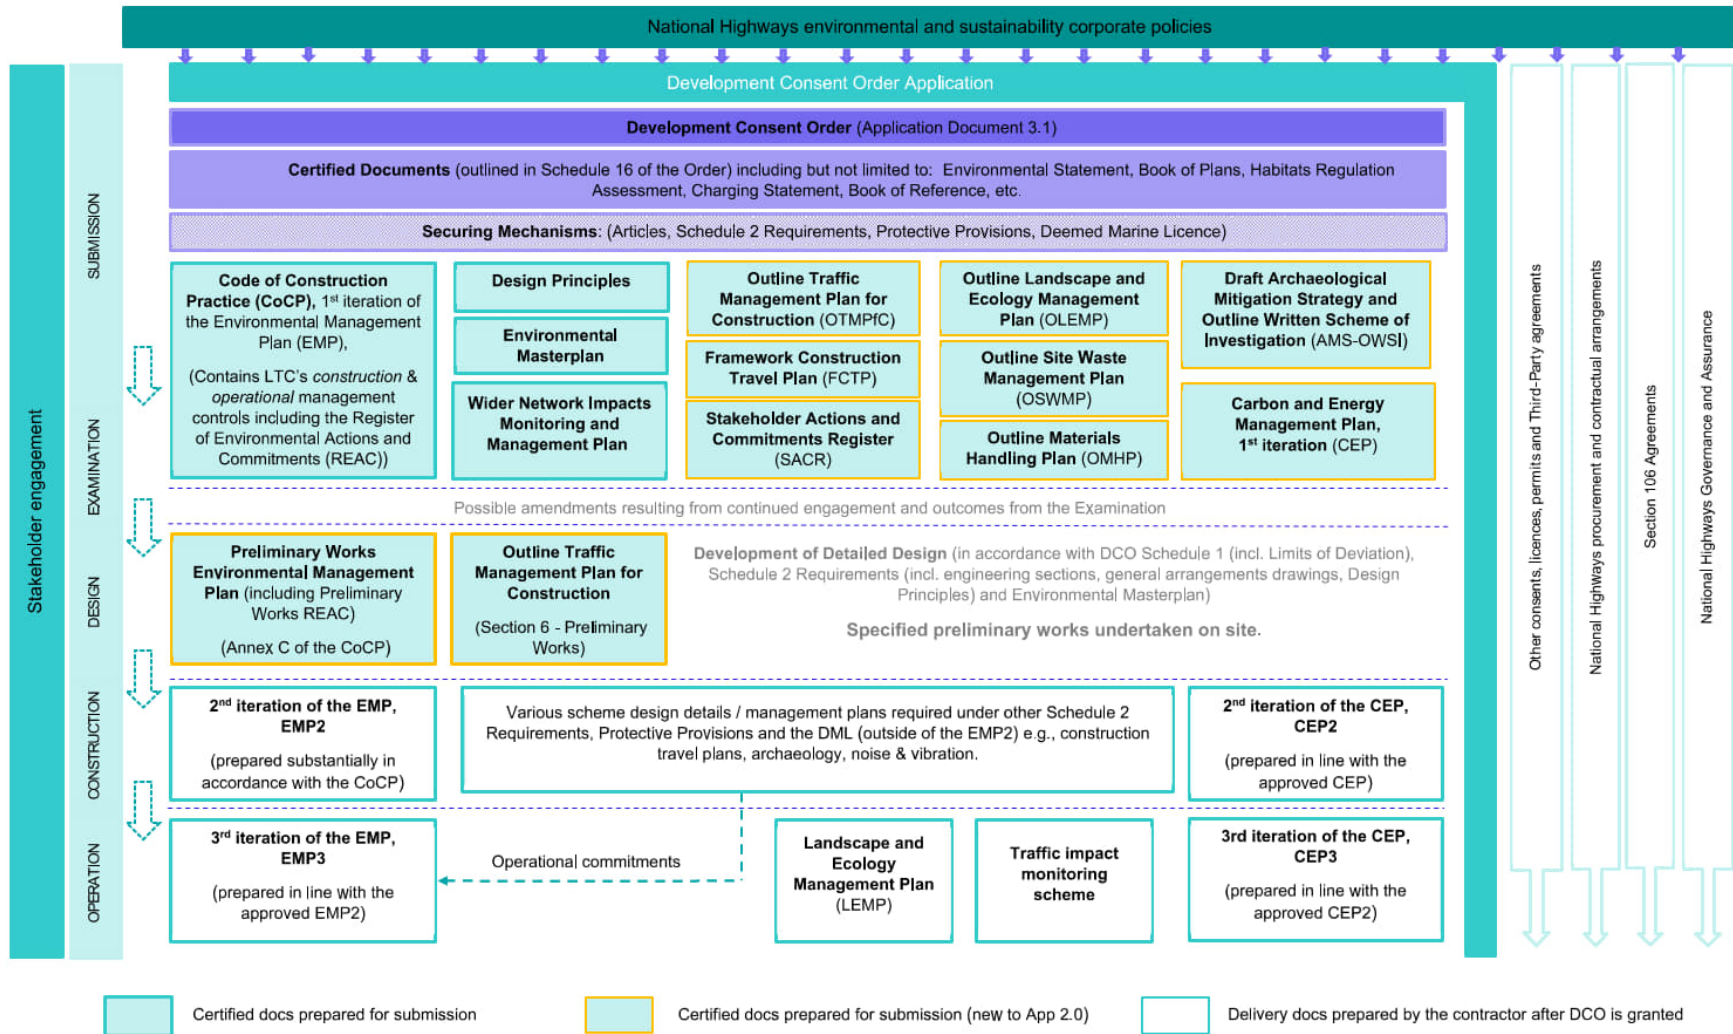 National Highways environmental and sustainability corporate policies
Development Consent Order Application
Development Consent Order (Application Document 3.1)
Certified Documents (outlined in Schedule 16 of the Order) including but not limited to: Environmental Statement, Book of Plans, Habitats Regulation
Assessment, Charging Statement, Book of Reference, etc.
Securing Mechanisms: (Articles, Schedule 2 Requirements, Protective Provisions, Deemed Marine Licence)
Stakeholder engagement
SUBMISSION
EXAMINATION
DESIGN
CONSTRUCTION
OPERATION
Code of Construction
Practice (CoCP), 1st iteration of
the Environmental Management
Plan (EMP),
(Contains LTC's construction &
operational management
controls including the Register
of Environmental Actions and
Commitments (REAC))
Design Principles
Environmental
Masterplan
Wider Network Impacts
Monitoring and
Management Plan
Outline Traffic
Management Plan for
Construction (OTMPfC)
Framework Construction
Travel Plan (FCTP)
Stakeholder Actions and
Commitments Register
(SACR)
Outline Landscape and
Ecology Management
Plan (OLEMP)
Outline Site Waste
Management Plan
(OSWMP)
Outline Materials
Handling Plan (OMHP)
Draft Archaeological
Mitigation Strategy and
Outline Written Scheme of
Investigation (AMS-OWSI)
Carbon and Energy
Management Plan,
1st iteration (CEP)
Possible amendments resulting from continued engagement and outcomes from the Examination
Preliminary Works
Environmental Management
Plan (including Preliminary
Works REAC)
(Annex C of the CoCP)
Outline Traffic
Management Plan for
Construction
(Section 6 - Preliminary
Works)
Development of Detailed Design (in accordance with DCO Schedule 1 (incl. Limits of Deviation),
Schedule 2 Requirements (incl. engineering sections, general arrangements drawings, Design
Principles) and Environmental Masterplan)
Specified preliminary works undertaken on site.
2nd iteration of the EMP,
EMP2
(prepared substantially in
accordance with the CoCP)
Various scheme design details / management plans required under other Schedule 2
Requirements, Protective Provisions and the DML (outside of the EMP2) e.g., construction
travel plans, archaeology, noise & vibration.
2nd iteration of the CEP,
CEP2
(prepared in line with the
approved CEP)
3rd iteration of the EMP,
EMP3
(prepared in line with the
approved EMP2)
Operational commitments
Landscape and
Ecology
Management Plan
(LEMP)
Traffic impact
monitoring
scheme
3rd iteration of the CEP,
CEP3
(prepared in line with the
approved CEP2)
Other consents, licences, permits and Third-Party agreements
National Highways procurement and contractual arrangements
Section 106 Agreements
National Highways Governance and Assurance
Certified docs prepared for submission
Certified docs prepared for submission (new to App 2.0)
Delivery docs prepared by the contractor after DCO is granted